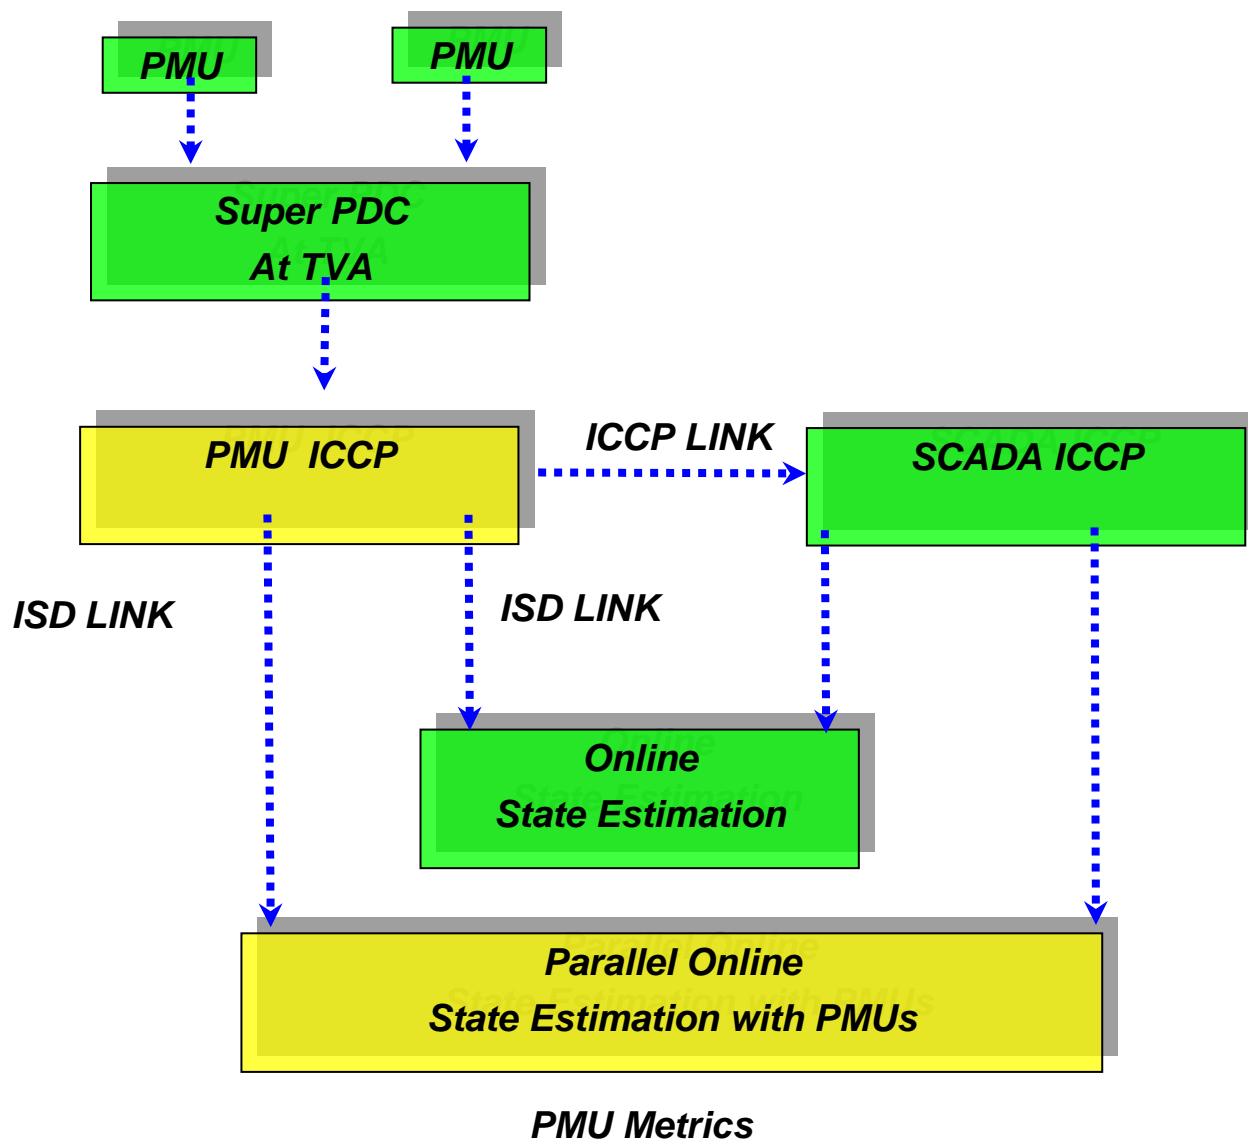 PMU
PMU
Super PDC
At TVA
PMU ICCP
ICCP LINK
SCADA ICCP
ISD LINK
ISD LINK
Online
State Estimation
Parallel Online
State Estimation with PMUs
PMU Metrics